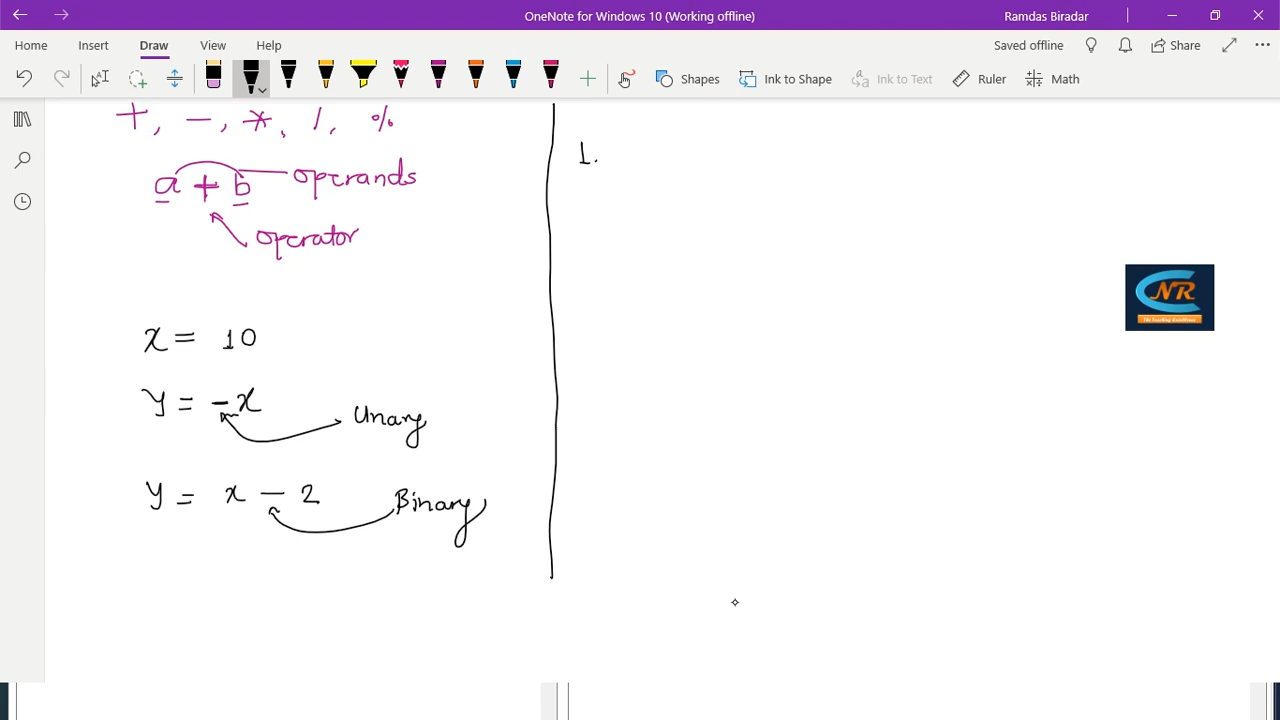 OneNote for Windows 10 (Working offline)
Ramdas Biradar
Home Insert Draw View Help
Saved offline
Share
Shapes
Ink to Shape
Ink to Text
Ruler
Math
+, -, *, /, %
a + b
operands
operator
x = 10
y = -x
Unary
y = x - 2
Binary
1.
NR